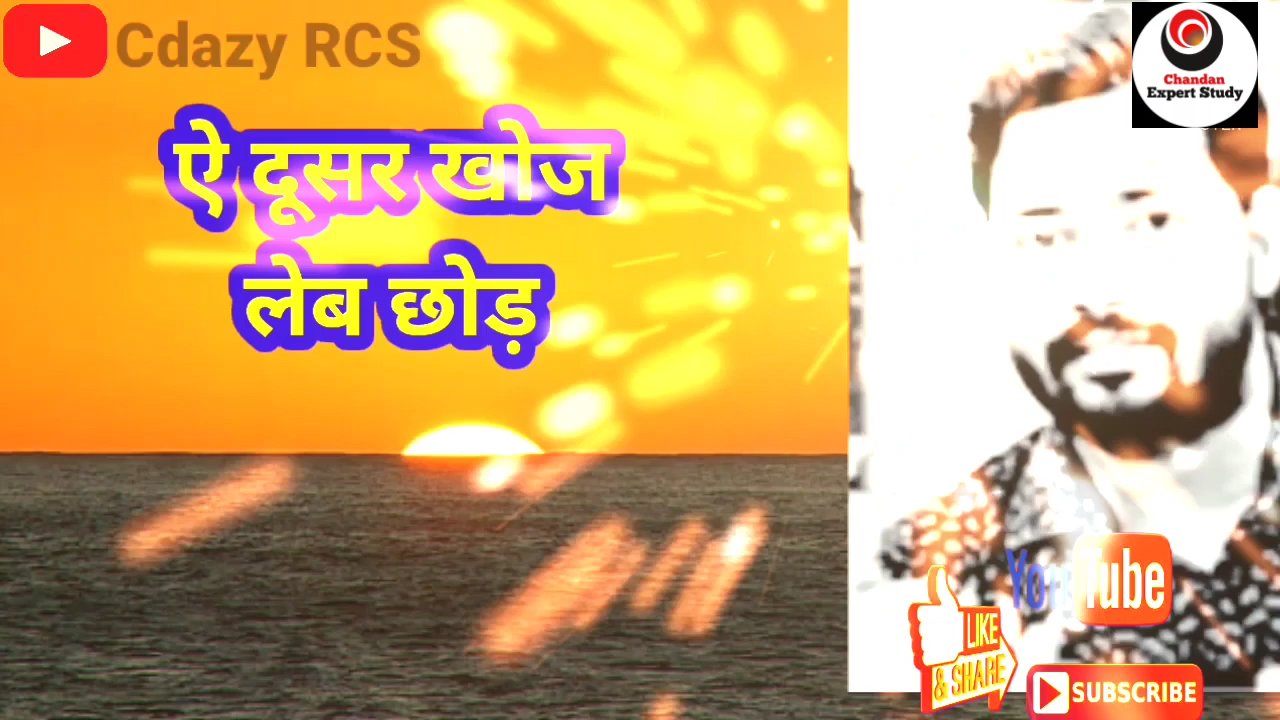 Cdazy RCS
Chandan
Expert Study
ऐ दूसर खोज
लेब छोड़
YouTube
LIKE
& SHARE
SUBSCRIBE